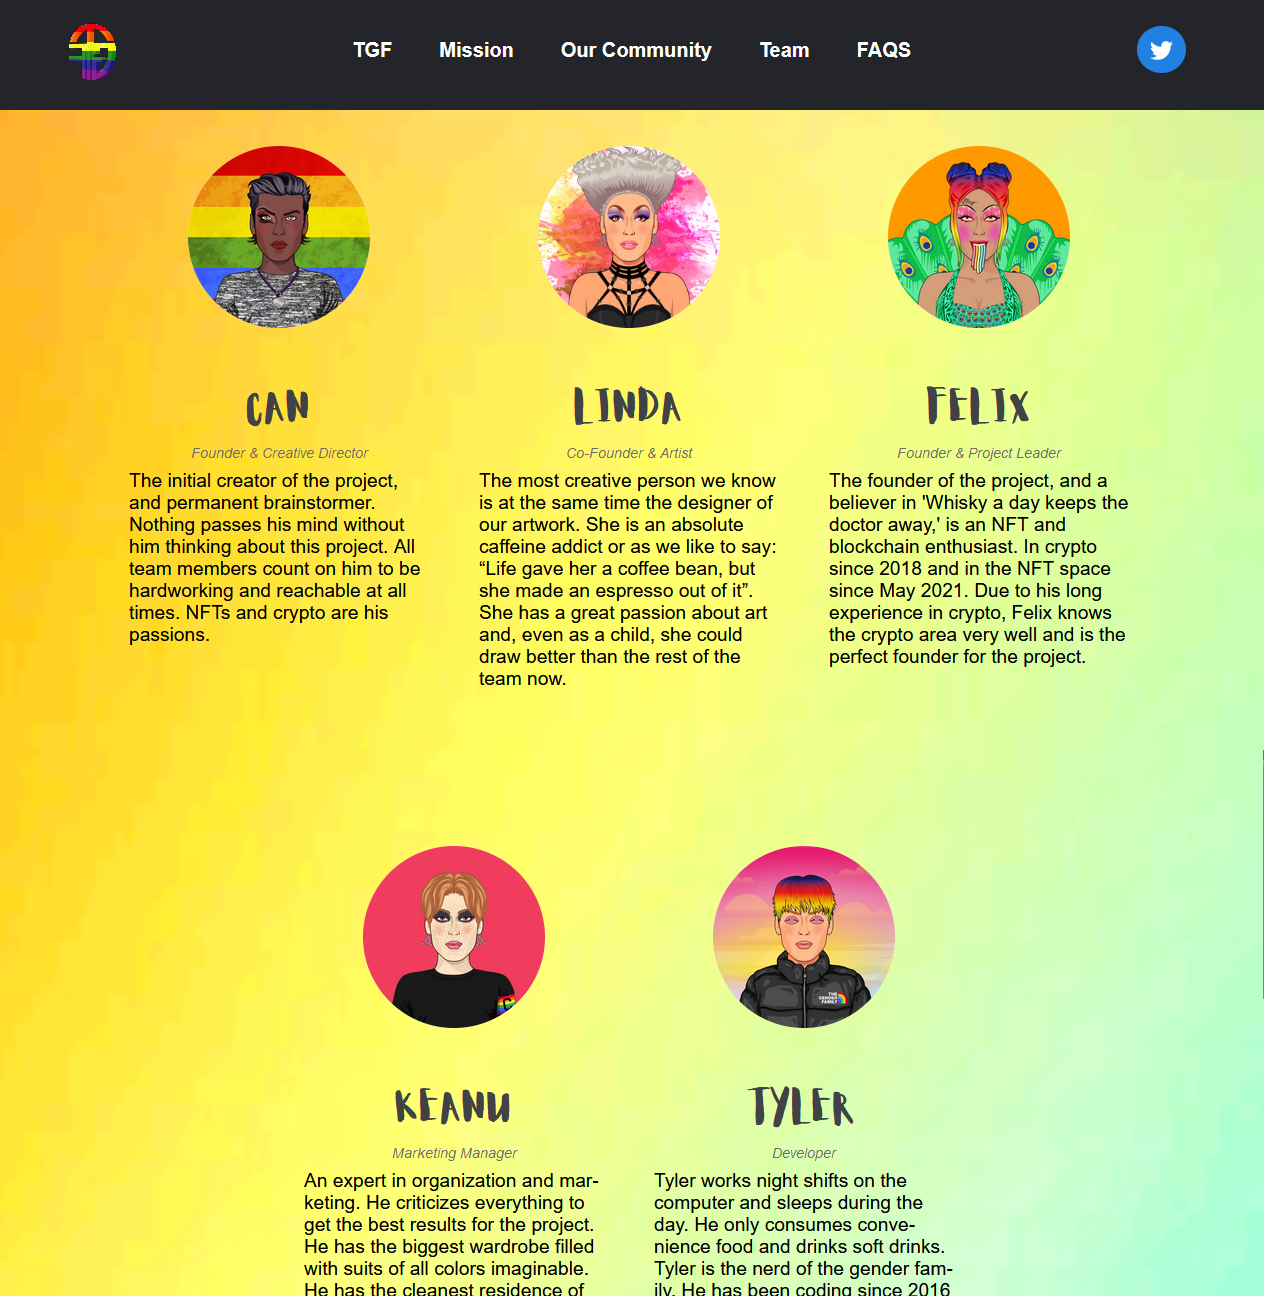 TGF Mission Our Community Team FAQS
CAN
Founder & Creative Director
The initial creator of the project,
and permanent brainstormer.
Nothing passes his mind without
him thinking about this project. All
team members count on him to be
hardworking and reachable at all
times. NFTs and crypto are his
passions.
LINDA
Co-Founder & Artist
The most creative person we know
is at the same time the designer of
our artwork. She is an absolute
caffeine addict or as we like to say:
“Life gave her a coffee bean, but
she made an espresso out of it”.
She has a great passion about art
and, even as a child, she could
draw better than the rest of the
team now.
FELIX
Founder & Project Leader
The founder of the project, and a
believer in 'Whisky a day keeps the
doctor away,' is an NFT and
blockchain enthusiast. In crypto
since 2018 and in the NFT space
since May 2021. Due to his long
experience in crypto, Felix knows
the crypto area very well and is the
perfect founder for the project.
KEANU
Marketing Manager
An expert in organization and mar-
keting. He criticizes everything to
get the best results for the project.
He has the biggest wardrobe filled
with suits of all colors imaginable.
He has the cleanest residence of
THE
GENDER
FAMILY
TYLER
Developer
Tyler works night shifts on the
computer and sleeps during the
day. He only consumes conve-
nience food and drinks soft drinks.
Tyler is the nerd of the gender fam-
ily. He has been coding since 2016